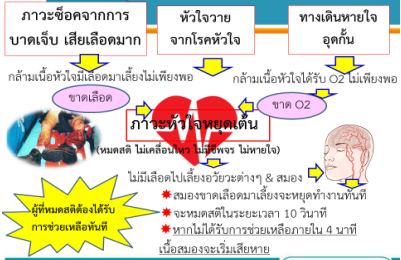 ภาวะช็อคจากการ
บาดเจ็บ เสียเลือดมาก
หัวใจวาย
จากโรคหัวใจ
ทางเดินหายใจ
อุดกั้น
กล้ามเนื้อหัวใจมีเลือดมาเลี้ยงไม่เพียงพอ
กล้ามเนื้อหัวใจได้รับ O2 ไม่เพียงพอ
ขาดเลือด
ขาด O2
ภาวะหัวใจหยุดเต้น
(หมดสติ ไม่เคลื่อนไหว ไม่มีชีพจร ไม่หายใจ)
ไม่มีเลือดไปเลี้ยงอวัยวะต่างๆ & สมอง
สมองขาดเลือดมาเลี้ยงจะหยุดทำงานทันที
จะหมดสติในระยะเวลา 10 วินาที
หากไม่ได้รับการช่วยเหลือภายใน 4 นาที
เนื้อสมองจะเริ่มเสียหาย
ผู้ที่หมดสติต้องได้รับ
การช่วยเหลือทันที